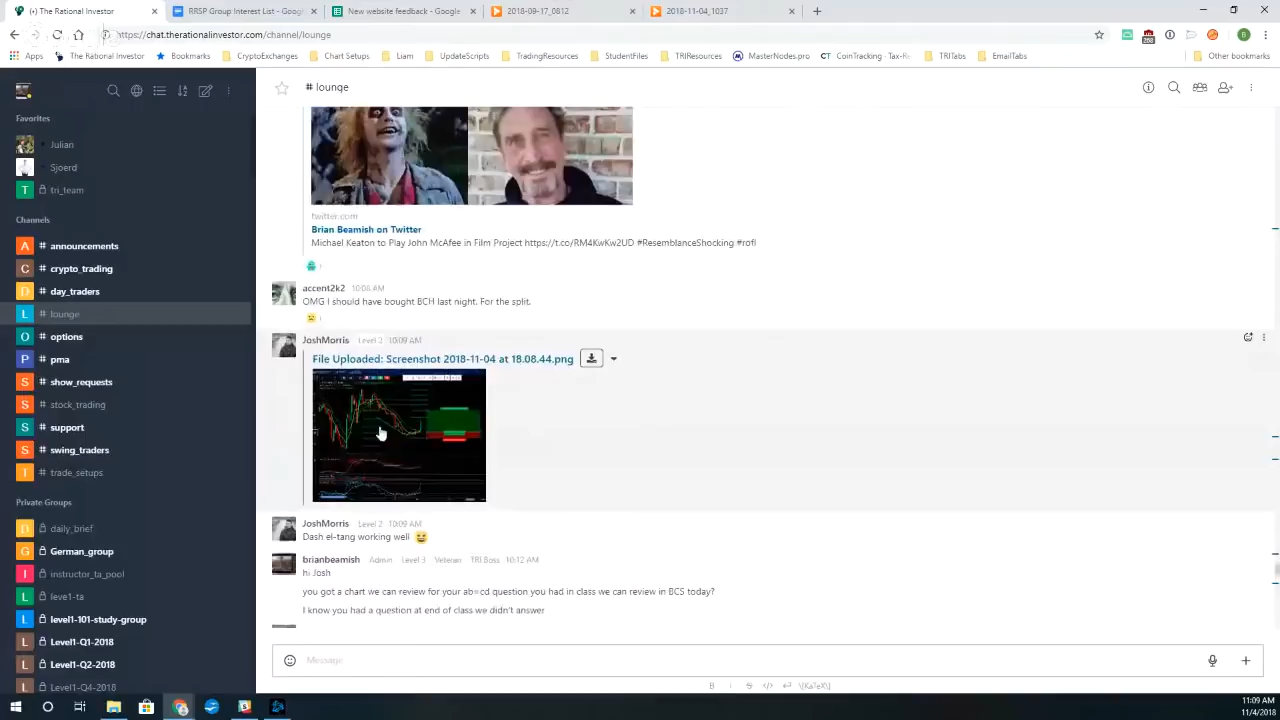 (•) The Rational Investor
RRSP Group Interest List - Google
New website feedback - Google
2018-09-17_0812
2018-11-04_1037
https://chat.therationalinvestor.com/channel/lounge
Apps
The Rational Investor
Bookmarks
CryptoExchanges
Chart Setups
Liam
UpdateScripts
TradingResources
StudentFiles
TRIResources
MasterNodes.pro
CoinTracking · Tax-Re
TRITabs
EmailTabs
Other bookmarks
# lounge
Favorites
Julian
Sjoerd
T tri_team
Channels
A # announcements
C # crypto_trading
D # day_traders
L # lounge
O # options
P # pma
S # show_requests
S # stock_trading
S # support
S # swing_traders
T # trade_setups
Private Groups
D daily_brief
G German_group
I instructor_ta_pool
L level1-ta
L level1-101-study-group
L Level1-Q1-2018
L Level1-Q2-2018
L Level1-Q4-2018
twitter.com
Brian Beamish on Twitter
Michael Keaton to Play John McAfee in Film Project https://t.co/RM4KwKw2UD #ResemblanceShocking #rofl
1
accent2k2 10:08 AM
OMG I should have bought BCH last night. For the split.
1
JoshMorris Level 2 10:09 AM
File Uploaded: Screenshot 2018-11-04 at 18.08.44.png
JoshMorris Level 2 10:09 AM
Dash el-tang working well
brianbeamish Admin Level 3 Veteran TRI Boss 10:12 AM
hi Josh
you got a chart we can review for your ab=cd question you had in class we can review in BCS today?
I know you had a question at end of class we didn't answer
Message
B i S </> \[KaTeX\]
11:09 AM
11/4/2018